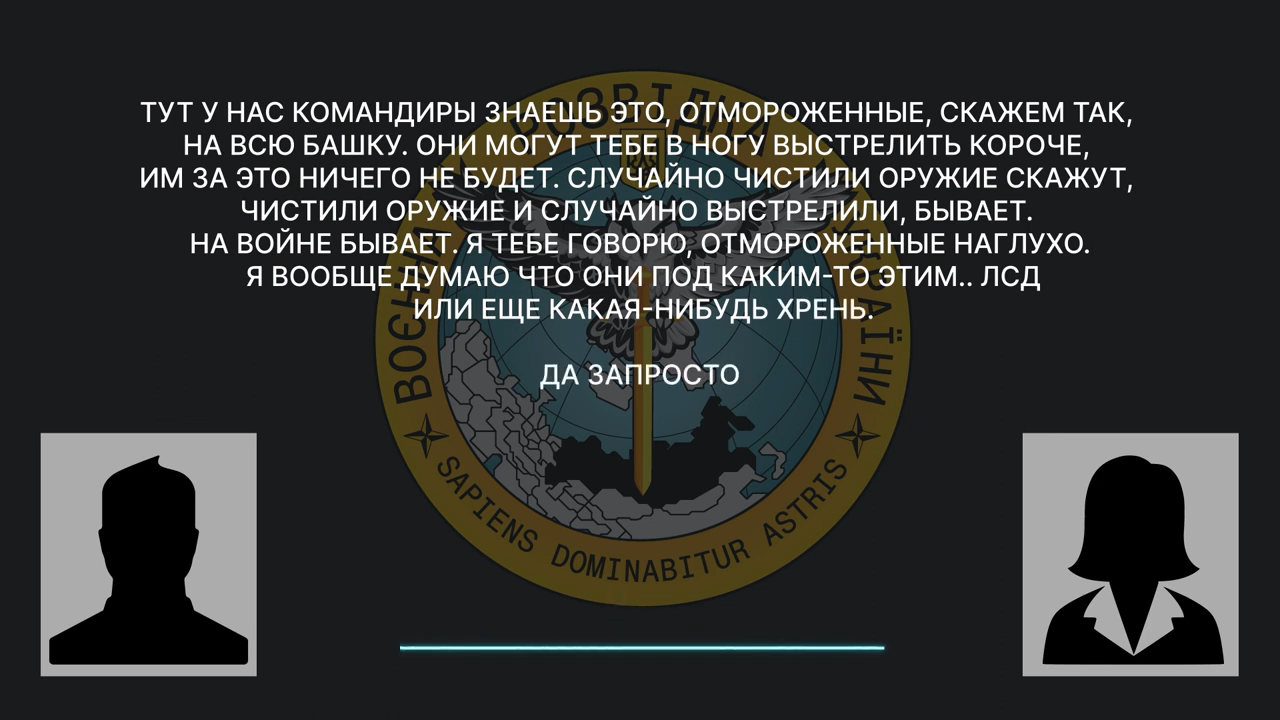 ТУТ У НАС КОМАНДИРЫ ЗНАЕШЬ ЭТО, ОТМОРОЖЕННЫЕ, СКАЖЕМ ТАК,
НА ВСЮ БАШКУ. ОНИ МОГУТ ТЕБЕ В НОГУ ВЫСТРЕЛИТЬ КОРОЧЕ,
ИМ ЗА ЭТО НИЧЕГО НЕ БУДЕТ. СЛУЧАЙНО ЧИСТИЛИ ОРУЖИЕ СКАЖУТ,
ЧИСТИЛИ ОРУЖИЕ И СЛУЧАЙНО ВЫСТРЕЛИЛИ, БЫВАЕТ.
НА ВОЙНЕ БЫВАЕТ. Я ТЕБЕ ГОВОРЮ, ОТМОРОЖЕННЫЕ НАГЛУХО.
Я ВООБЩЕ ДУМАЮ ЧТО ОНИ ПОД КАКИМ-ТО ЭТИМ.. ЛСД
ИЛИ ЕЩЕ КАКАЯ-НИБУДЬ ХРЕНЬ.
ДА ЗАПРОСТО
ВОЄННА РОЗВІДКА УКРАЇНИ
SAPIENS DOMINABITUR ASTRIS